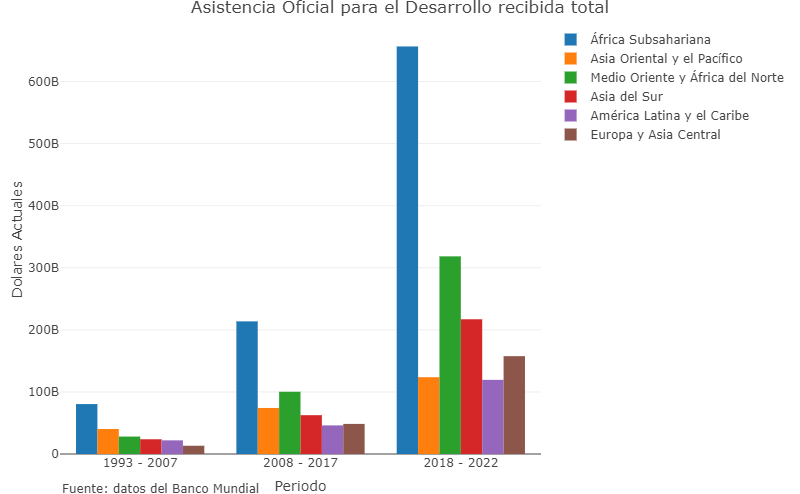 Asistencia Oficial para el Desarrollo recibida total
África Subsahariana
Asia Oriental y el Pacífico
Medio Oriente y África del Norte
Asia del Sur
América Latina y el Caribe
Europa y Asia Central
Dolares Actuales
600B
500B
400B
300B
200B
100B
0
1993 - 2007
2008 - 2017
2018 - 2022
Periodo
Fuente: datos del Banco Mundial